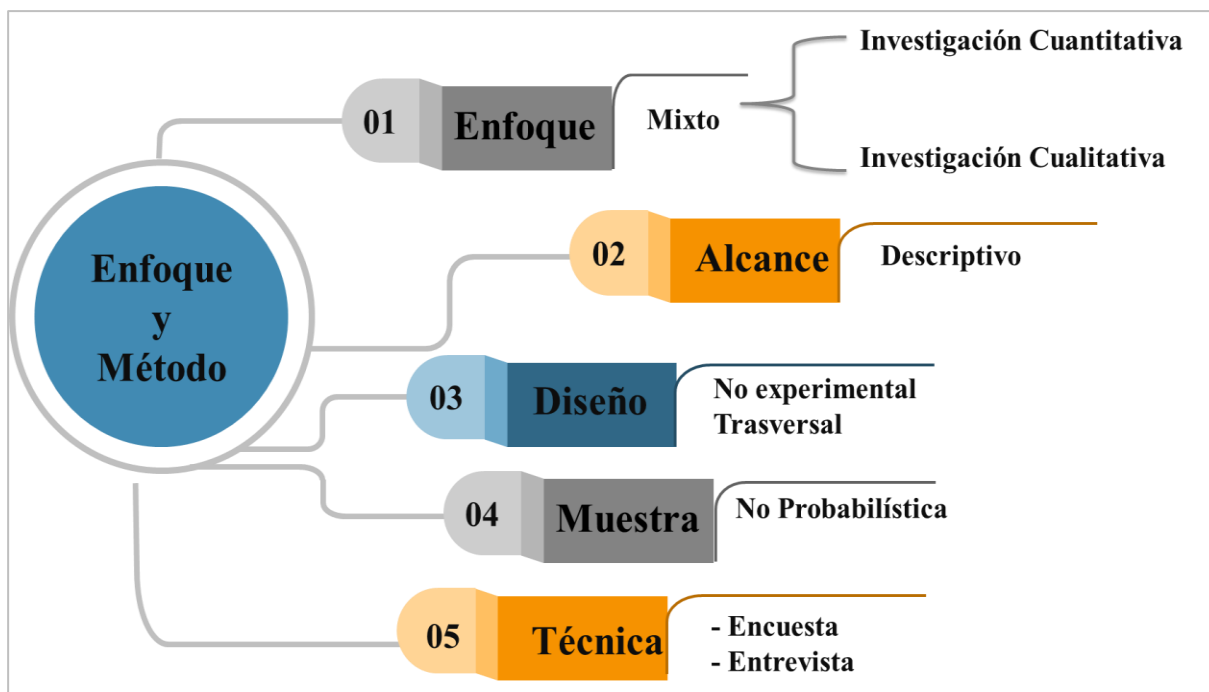 Enfoque
y
Método
01
Enfoque
Mixto
Investigación Cuantitativa
Investigación Cualitativa
02
Alcance
Descriptivo
03
Diseño
No experimental
Trasversal
04
Muestra
No Probabilística
05
Técnica
- Encuesta
- Entrevista